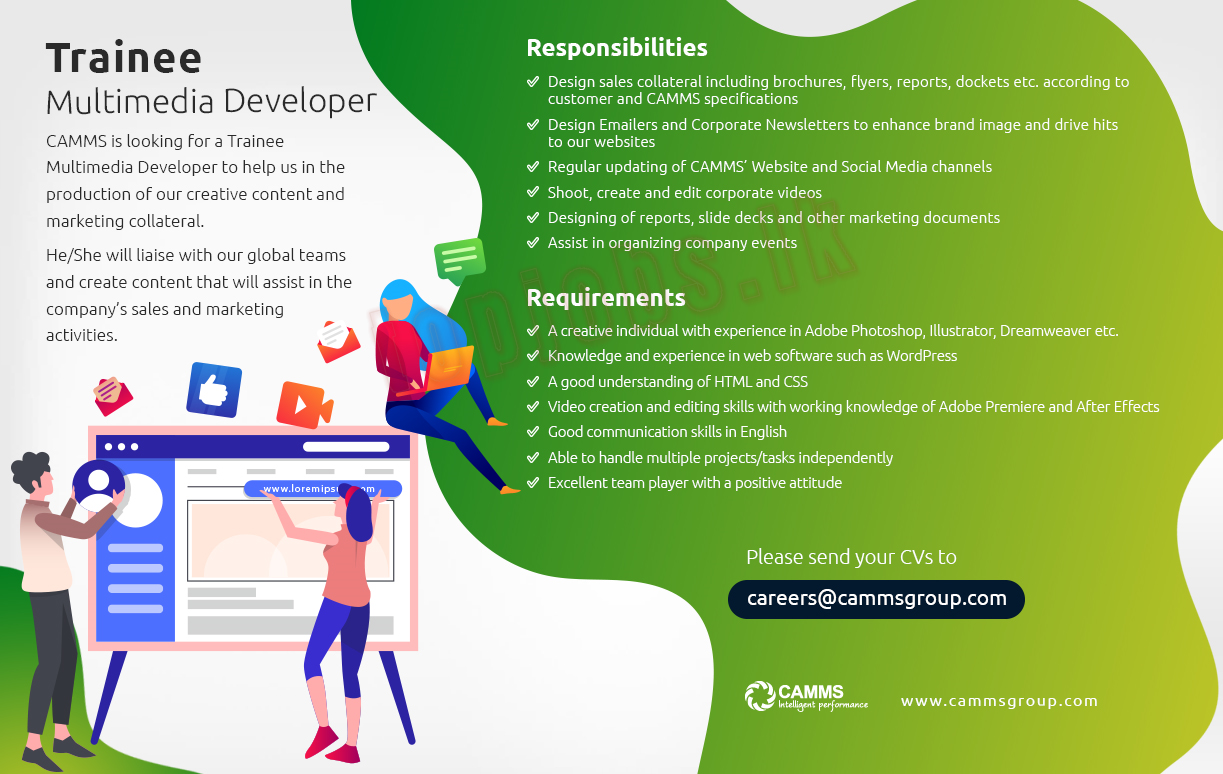 Trainee
Multimedia Developer
CAMMS is looking for a Trainee
Multimedia Developer to help us in the
production of our creative content and
marketing collateral.
He/She will liaise with our global teams
and create content that will assist in the
company's sales and marketing
activities.
www.loremips
om
Responsibilities
Design sales collateral including brochures, flyers, reports, dockets etc. according to
customer and CAMMS specifications
Design Emailers and Corporate Newsletters to enhance brand image and drive hits
to our websites
Regular updating of CAMMS' Website and Social Media channels
Shoot, create and edit corporate videos
Designing of reports, slide decks and other marketing documents
Assist in organizing company events
topjobs.lk
Requirements
A creative individual with experience in Adobe Photoshop, Illustrator, Dreamweaver etc.
Knowledge and experience in web software such as WordPress
A good understanding of HTML and CSS
Video creation and editing skills with working knowledge of Adobe Premiere and After Effects
Good communication skills in English
Able to handle multiple projects/tasks independently
Excellent team player with a positive attitude
Please send your CVs to
careers@cammsgroup.com
CAMMS
Intelligent performance
www.cammsgroup.com